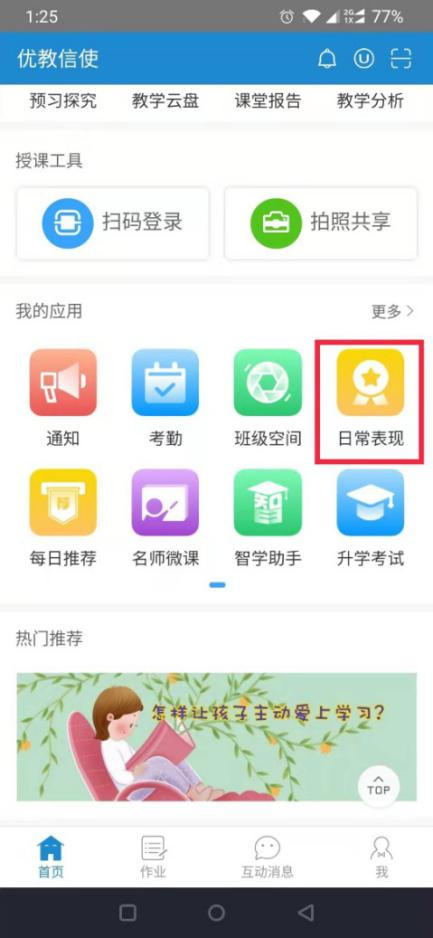 1:25
2G
1X
77%
优教信使
预习探究 教学云盘 课堂报告 教学分析
授课工具
扫码登录 拍照共享
我的应用 更多
通知 考勤 班级空间 日常表现
荐 知
每日推荐 名师微课 智学助手 升学考试
热门推荐
怎样让孩子主动爱上学习?
TOP
首页 作业 互动消息 我